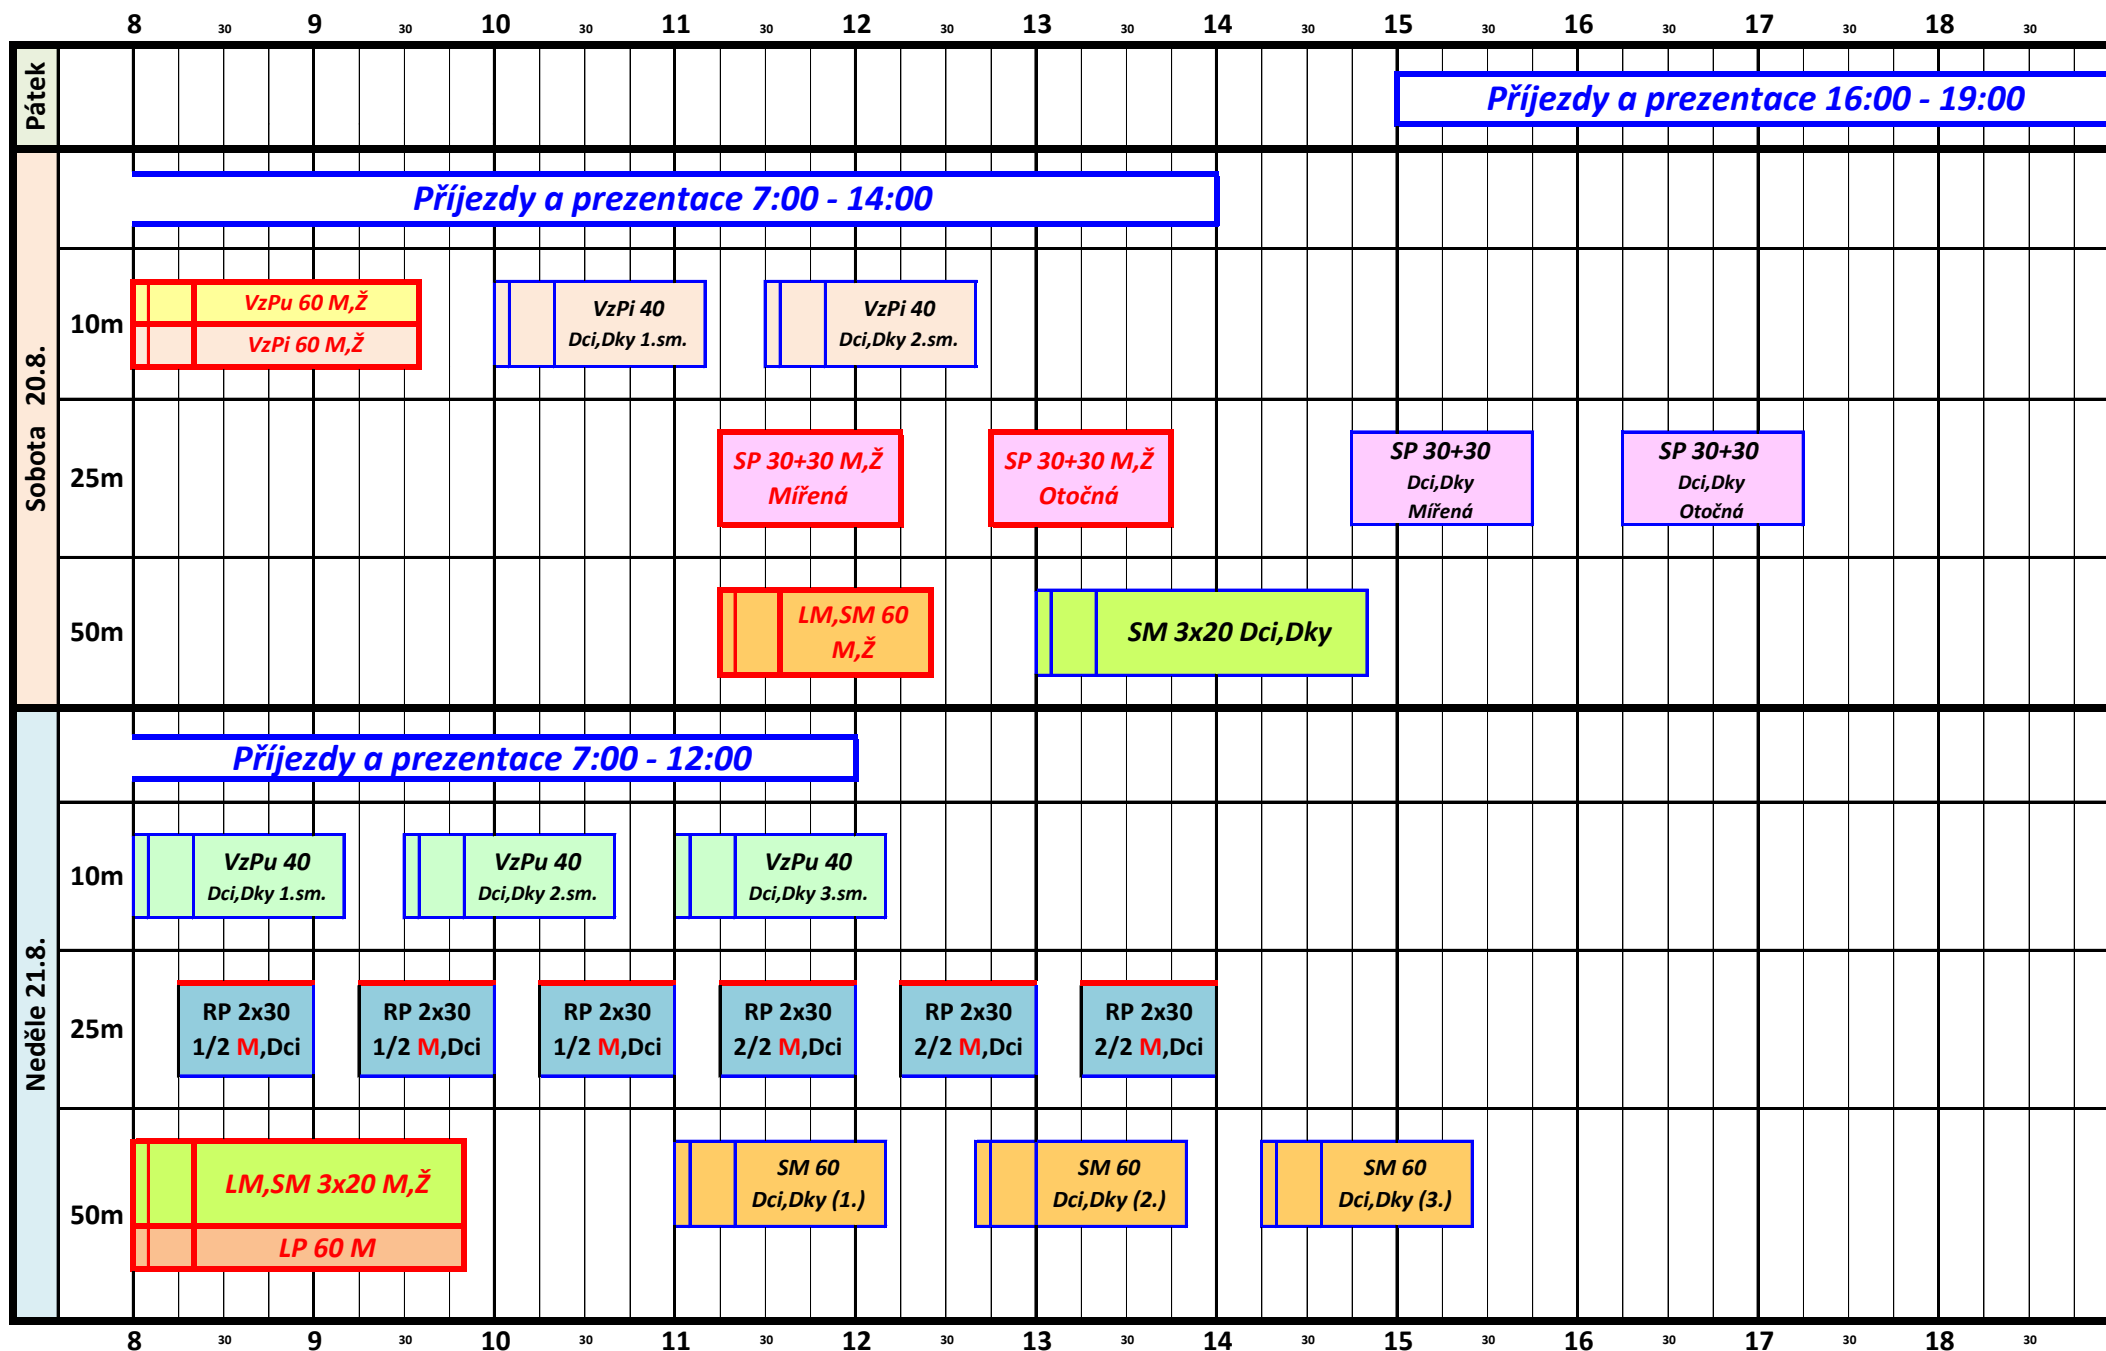 8 30 9 30 10 30 11 30 12 30 13 30 14 30 15 30 16 30 17 30 18 30
Pátek
Příjezdy a prezentace 16:00 - 19:00
Sobota 20.8.
Příjezdy a prezentace 7:00 - 14:00
10m
VzPu 60 M,Ž
VzPi 60 M,Ž
VzPi 40
Dci,Dky 1.sm.
VzPi 40
Dci,Dky 2.sm.
25m
SP 30+30 M,Ž
Mířená
SP 30+30 M,Ž
Otočná
SP 30+30
Dci,Dky
Mířená
SP 30+30
Dci,Dky
Otočná
50m
LM,SM 60
M,Ž
SM 3x20 Dci,Dky
Neděle 21.8.
Příjezdy a prezentace 7:00 - 12:00
10m
VzPu 40
Dci,Dky 1.sm.
VzPu 40
Dci,Dky 2.sm.
VzPu 40
Dci,Dky 3.sm.
25m
RP 2x30
1/2 M,Dci
RP 2x30
1/2 M,Dci
RP 2x30
1/2 M,Dci
RP 2x30
2/2 M,Dci
RP 2x30
2/2 M,Dci
RP 2x30
2/2 M,Dci
50m
LM,SM 3x20 M,Ž
LP 60 M
SM 60
Dci,Dky (1.)
SM 60
Dci,Dky (2.)
SM 60
Dci,Dky (3.)
8 30 9 30 10 30 11 30 12 30 13 30 14 30 15 30 16 30 17 30 18 30